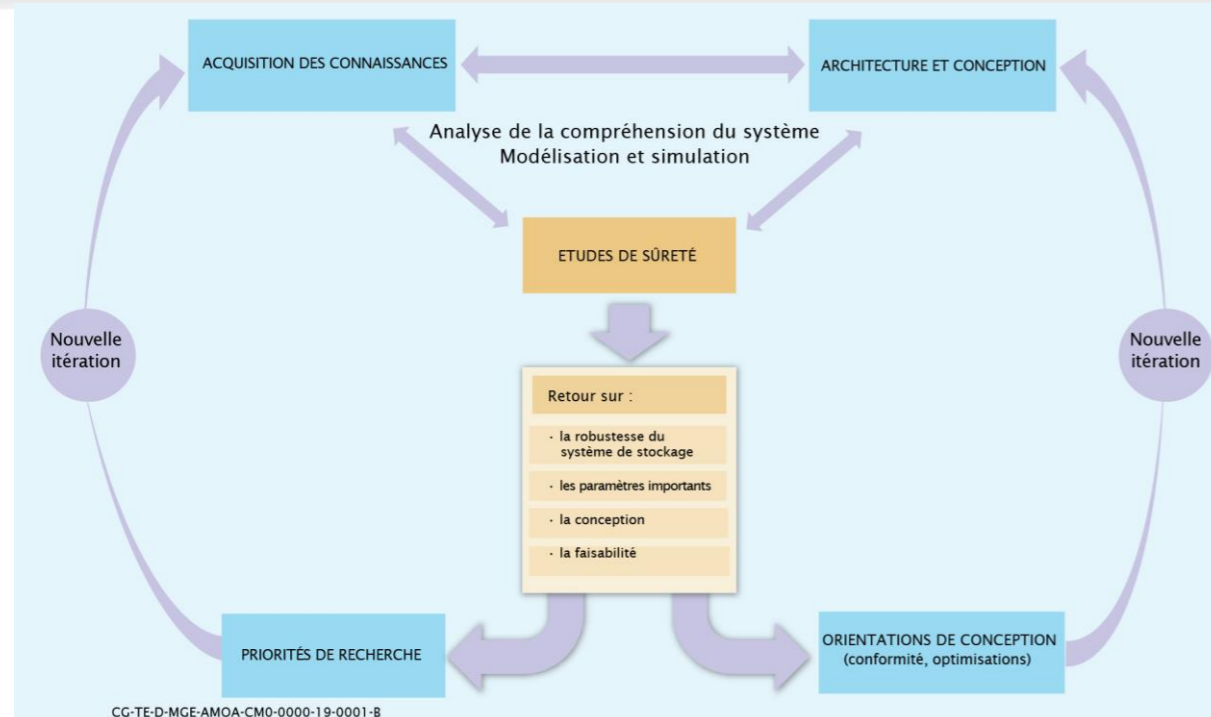 ACQUISITION DES CONNAISSANCES
ARCHITECTURE ET CONCEPTION
Analyse de la compréhension du système
Modélisation et simulation
ETUDES DE SÛRETÉ
Nouvelle
itération
Nouvelle
itération
Retour sur :
· la robustesse du
système de stockage
· les paramètres importants
· la conception
· la faisabilité
PRIORITÉS DE RECHERCHE
ORIENTATIONS DE CONCEPTION
(conformité, optimisations)
CG-TE-D-MGE-AMOA-CM0-0000-19-0001-B